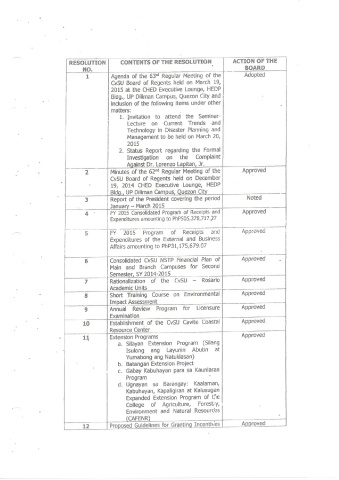 RESOLUTION NO. CONTENTS OF THE RESOLUTION ACTION OF THE BOARD
1 Agenda of the 63rd Regular Meeting of the Adopted
CvSU Board of Regents held on March 19,
2015 at the CHED Executive Lounge, HEDP
Bldg., UP Diliman Campus, Quezon City and
inclusion of the following items under other
matters:
1. Invitation to attend the Seminar-
Lecture on Current Trends and
Technology in Disaster Planning and
Management to be held on March 20,
2015
2. Status Report regarding the Formal
Investigation on the Complaint
Against Dr. Lorenzo Lapitan, Jr.
2 Minutes of the 62nd Regular Meeting of the Approved
CvSU Board of Regents held on December
19, 2014 CHED Executive Lounge, HEDP
Bldg., UP Diliman Campus, Quezon City
3 Report of the President covering the period Noted
January – March 2015
4 FY 2015 Consolidated Program of Receipts and Approved
Expenditures amounting to
5 FY 2015 Program of Receipts and Approved
Expenditures of the External and Business
Affairs amounting to PhP31,175,679.07
6 Consolidated CvSU NSTP Financial Plan of Approved
Main and Branch Campuses for Second
Semester, SY 2014-2015
7 Rationalization of the CvSU – Rosario Approved
Academic Units
8 Short Training Course on Environmental Approved
Impact Assessment
9 Annual Review Program for Licensure Approved
Examination
10 Establishment of the CvSU Cavite Coastal Approved
Resource Center
11 Extension Programs Approved
a. Silayan Extension Program (Silang
Isulong ang Layunin Abutin at
Yumabong ang Natuklasan)
b. Batangan Extension Project
c. Gabay Kabuhayan para sa Kaunlaran
Program
d. Ugnayan sa Barangay: Kaalaman,
Kabuhayan, Kapaligiran at Kalusugan
Expanded Extension Program of the
College of Agriculture, Forestry,
Environment and Natural Resources
(CAFENR)
12 Proposed Guidelines for Granting Incentives Approved